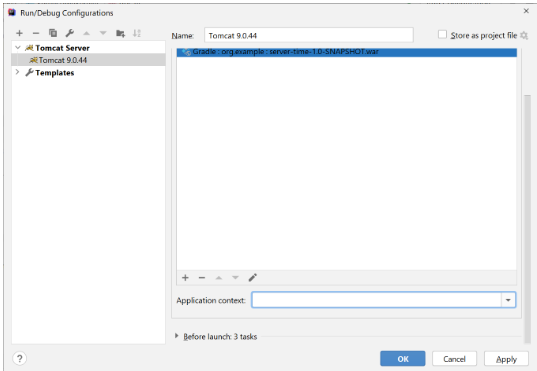 Run/Debug Configurations
Name: Tomcat 9.0.44
Store as project file
Tomcat Server
Tomcat 9.0.44
Templates
Gradle : org.example : server-time-1.0-SNAPSHOT.war
Application context:
Before launch: 3 tasks
?
OK Cancel Apply